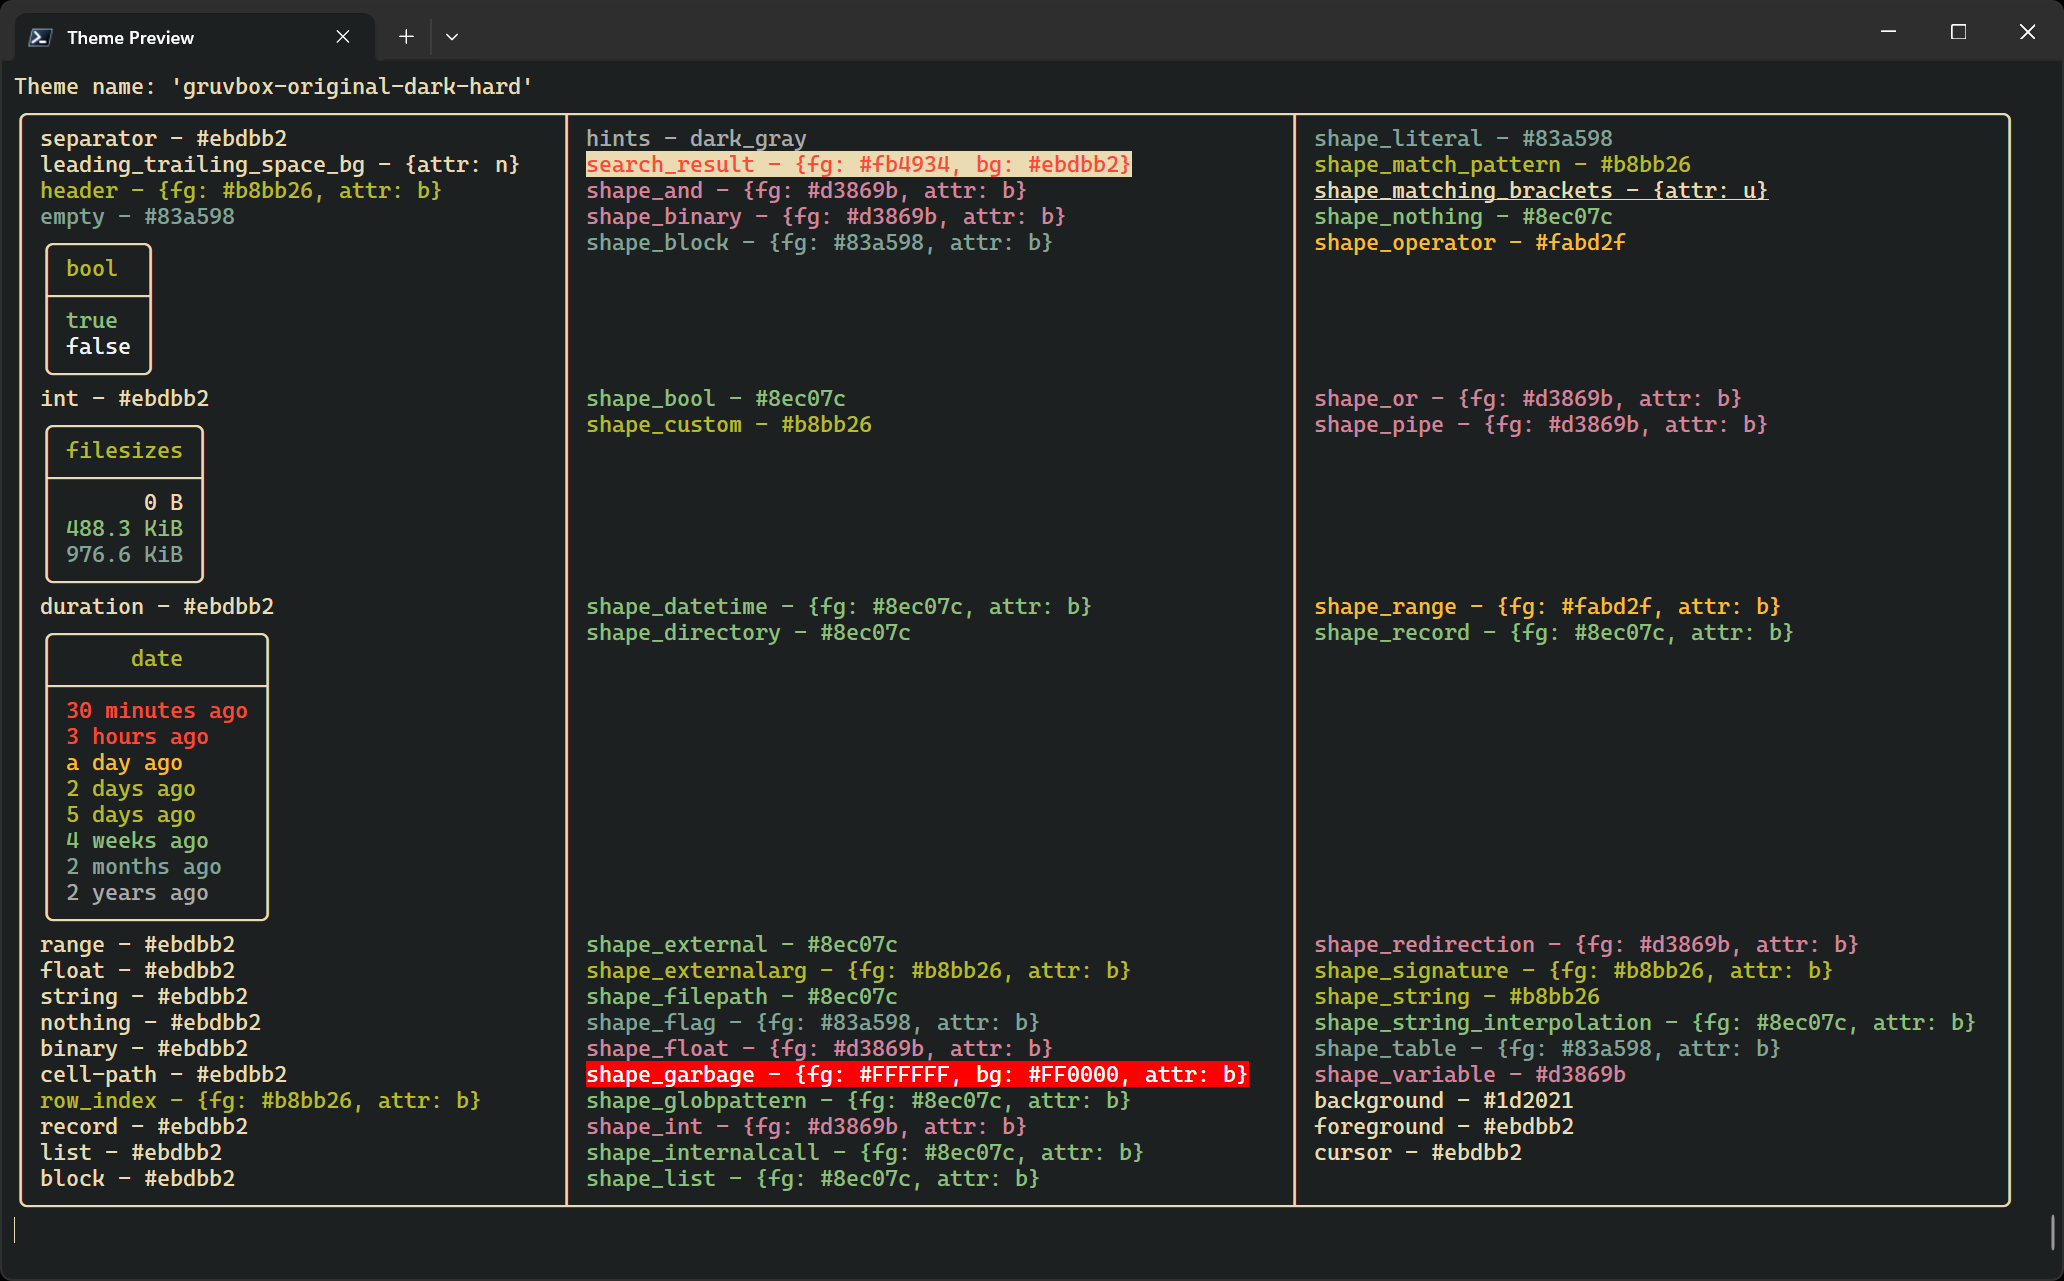 Theme Preview
Theme name: 'gruvbox-original-dark-hard'
separator - #ebdbb2
leading_trailing_space_bg - {attr: n}
header - {fg: #b8bb26, attr: b}
empty - #83a598
bool
true
false
int - #ebdbb2
filesizes
0 B
488.3 KiB
976.6 KiB
duration - #ebdbb2
date
30 minutes ago
3 hours ago
a day ago
2 days ago
5 days ago
4 weeks ago
2 months ago
2 years ago
range - #ebdbb2
float - #ebdbb2
string - #ebdbb2
nothing - #ebdbb2
binary - #ebdbb2
cell-path - #ebdbb2
row_index - {fg: #b8bb26, attr: b}
record - #ebdbb2
list - #ebdbb2
block - #ebdbb2
hints - dark_gray
search_result - {fg: #fb4934, bg: #ebdbb2}
shape_and - {fg: #d3869b, attr: b}
shape_binary - {fg: #d3869b, attr: b}
shape_block - {fg: #83a598, attr: b}
shape_bool - #8ec07c
shape_custom - #b8bb26
shape_datetime - {fg: #8ec07c, attr: b}
shape_directory - #8ec07c
shape_external - #8ec07c
shape_externalarg - {fg: #b8bb26, attr: b}
shape_filepath - #8ec07c
shape_flag - {fg: #83a598, attr: b}
shape_float - {fg: #d3869b, attr: b}
shape_garbage - {fg: #FFFFFF, bg: #FF0000, attr: b}
shape_globpattern - {fg: #8ec07c, attr: b}
shape_int - {fg: #d3869b, attr: b}
shape_internalcall - {fg: #8ec07c, attr: b}
shape_list - {fg: #8ec07c, attr: b}
shape_literal - #83a598
shape_match_pattern - #b8bb26
shape_matching_brackets - {attr: u}
shape_nothing - #8ec07c
shape_operator - #fabd2f
shape_or - {fg: #d3869b, attr: b}
shape_pipe - {fg: #d3869b, attr: b}
shape_range - {fg: #fabd2f, attr: b}
shape_record - {fg: #8ec07c, attr: b}
shape_redirection - {fg: #d3869b, attr: b}
shape_signature - {fg: #b8bb26, attr: b}
shape_string - #b8bb26
shape_string_interpolation - {fg: #8ec07c, attr: b}
shape_table - {fg: #83a598, attr: b}
shape_variable - #d3869b
background - #1d2021
foreground - #ebdbb2
cursor - #ebdbb2